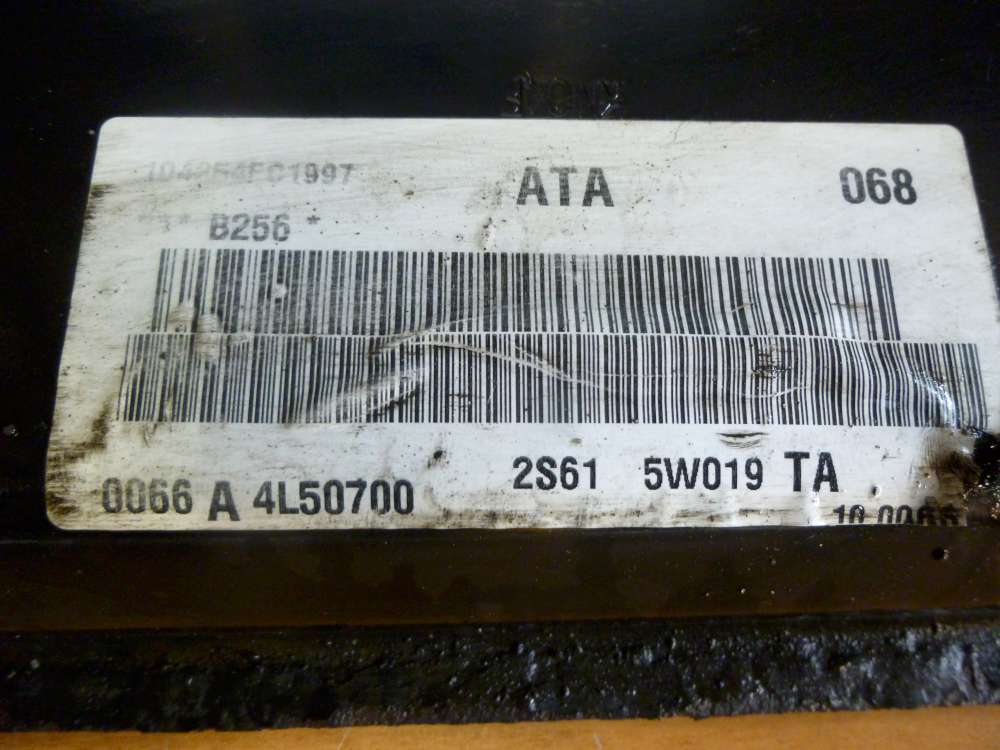 ATA 068
* B256 *
0066 A 4L50700 2S61 5W019 TA